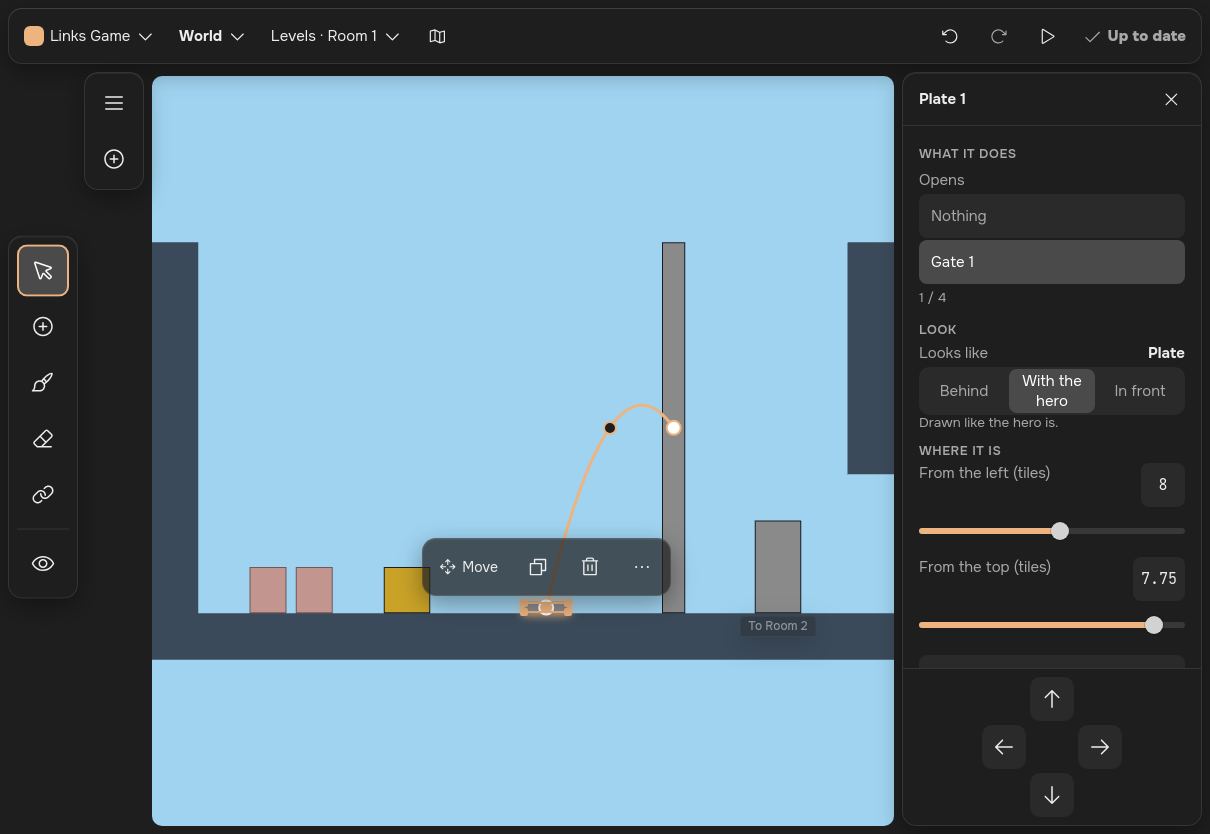 Links Game
World
Levels · Room 1
Up to date
Plate 1
WHAT IT DOES
Opens
Nothing
Gate 1
1 / 4
LOOK
Looks like
Plate
Behind
With the
hero
In front
Drawn like the hero is.
WHERE IT IS
From the left (tiles)
8
From the top (tiles)
7.75
Move
To Room 2